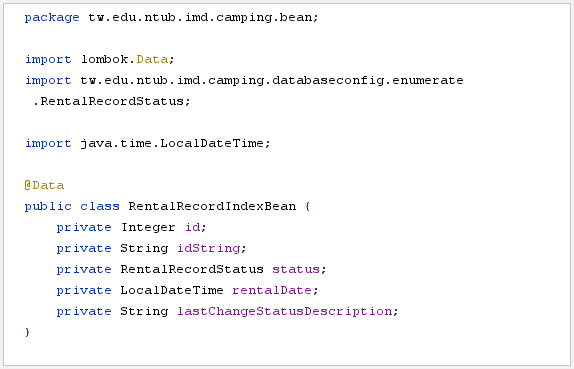 package tw.edu.ntub.imd.camping.bean;
import lombok.Data;
import tw.edu.ntub.imd.camping.databaseconfig.enumerate
.RentalRecordStatus;
import java.time.LocalDateTime;
@Data
public class RentalRecordIndexBean {
private Integer id;
private String idString;
private RentalRecordStatus status;
private LocalDateTime rentalDate;
private String lastChangeStatusDescription;
}